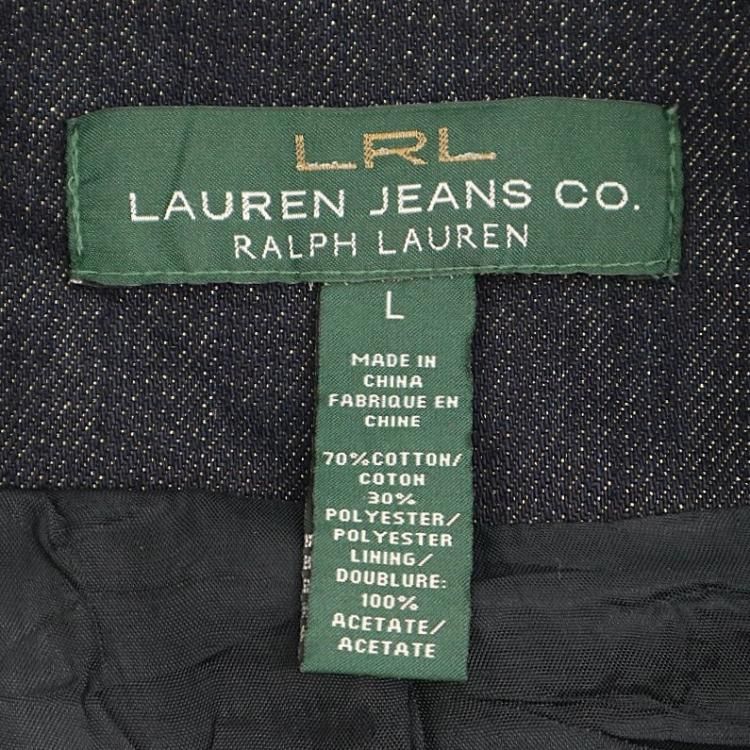 LRL
LAUREN JEANS CO.
RALPH LAUREN
L
MADE IN
CHINA
FABRIQUE EN
CHINE
70%COTTON/
COTON
30%
POLYESTER/
POLYESTER
LINING/
DOUBLURE:
100%
ACETATE/
ACETATE